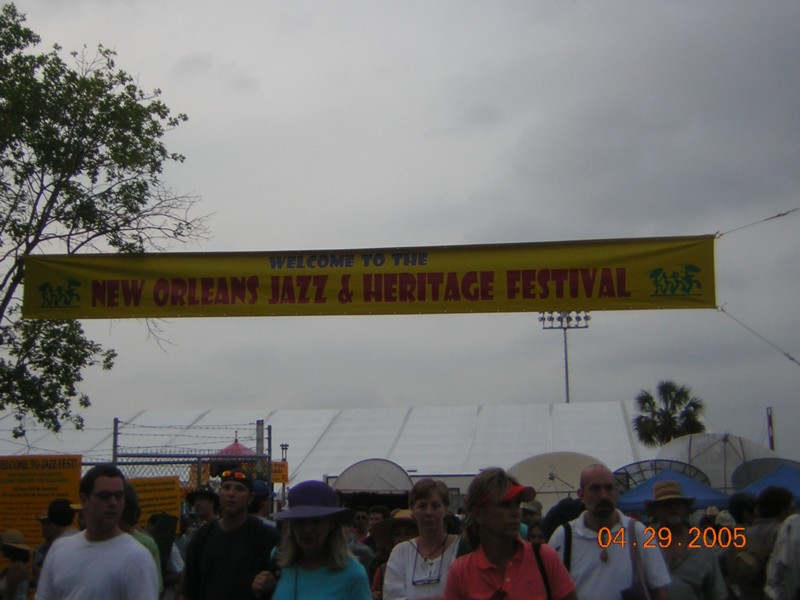 WELCOME TO THE
NEW ORLEANS JAZZ & HERITAGE FESTIVAL
WELCOME TO JAZZ FEST!
04.29.2005